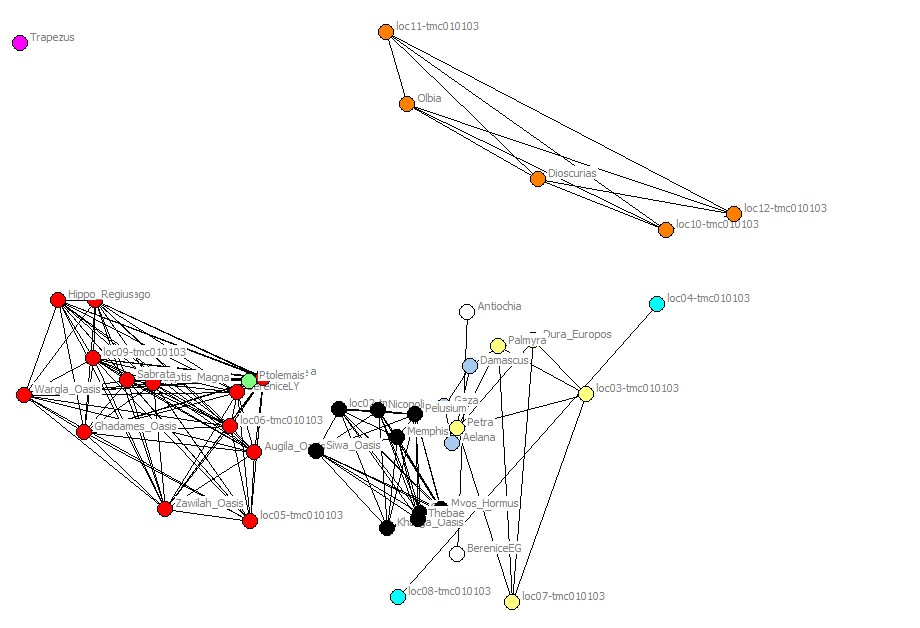 loc11-tmc010103
Trapezus
Olbia
Dioscurias
loc12-tmc010103
loc10-tmc010103
Hippo_Regius
loc04-tmc010103
Antiochia
Dura_Europos
Palmyra
loc09-tmc010103
Damascus
Sabrata
Ptolemais
Wargla_Oasis
loc03-tmc010103
Gaza
Pelusium
loc06-tmc010103
Petra
Ghadames_Oasis
Memphis
Aelana
Siwa_Oasis
Zawilah_Oasis
Myos_Hormus
Thebae
loc05-tmc010103
BereniceEG
loc08-tmc010103
loc07-tmc010103